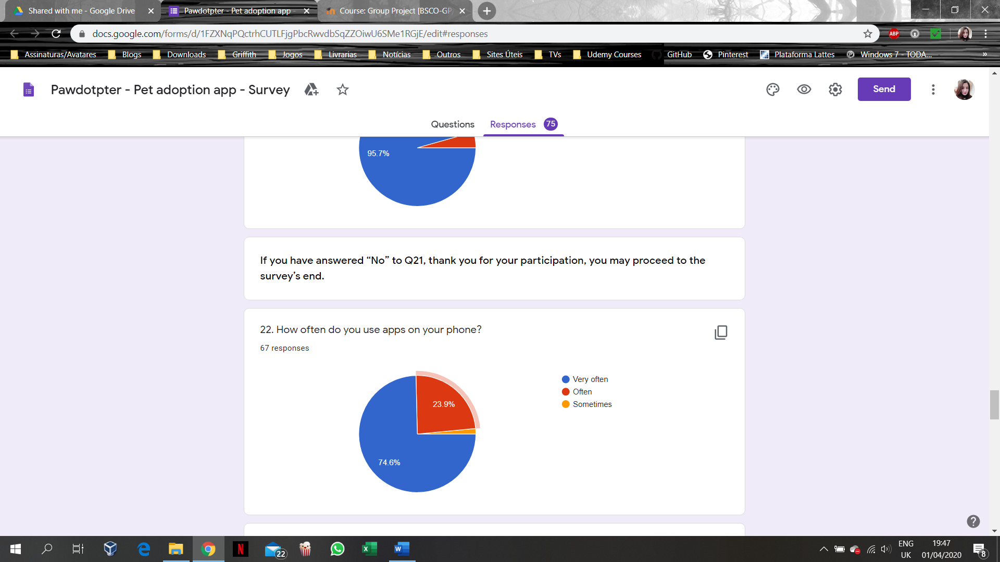 Shared with me - Google Drive
Pawdotpter - Pet adoption app -
Course: Group Project [BSCO-GP
docs.google.com/forms/d/1FZXNqPQctrhCUTLFjgPbcRwvdbSqZZOiwU6SMe1RGjE/edit#responses
ABP
Assinaturas/Avatares
Blogs
Downloads
Griffith
Jogos
Livrarias
Notícias
Outros
Sites Úteis
TVs
Udemy Courses
GitHub
Pinterest
Plataforma Lattes
Windows 7 - TODA...
»
Pawdotpter - Pet adoption app - Survey
Send
Questions
Responses 75
95.7%
If you have answered “No” to Q21, thank you for your participation, you may proceed to the
survey’s end.
22. How often do you use apps on your phone?
67 responses
Very often
Often
Sometimes
23.9%
74.6%
22
ENG
UK
19:47
01/04/2020
8